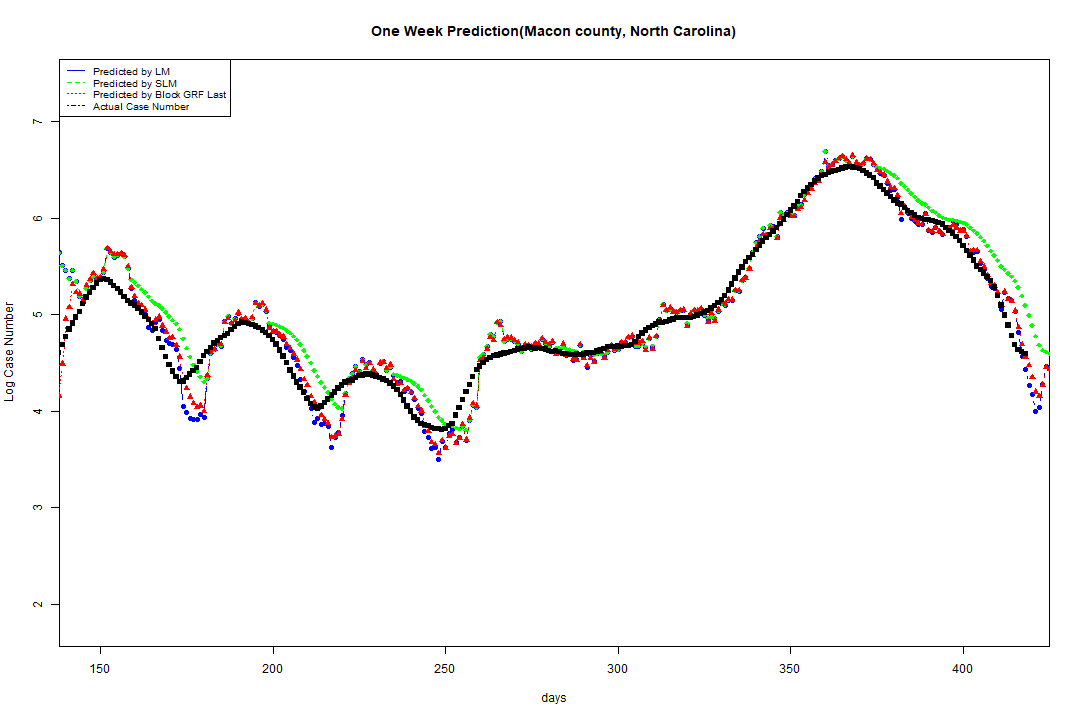 One Week Prediction(Macon county, North Carolina)
Predicted by LM
Predicted by SLM
Predicted by Block GRF Last
Actual Case Number
7
6
5
4
3
2
Log Case Number
150 200 250 300 350 400
days